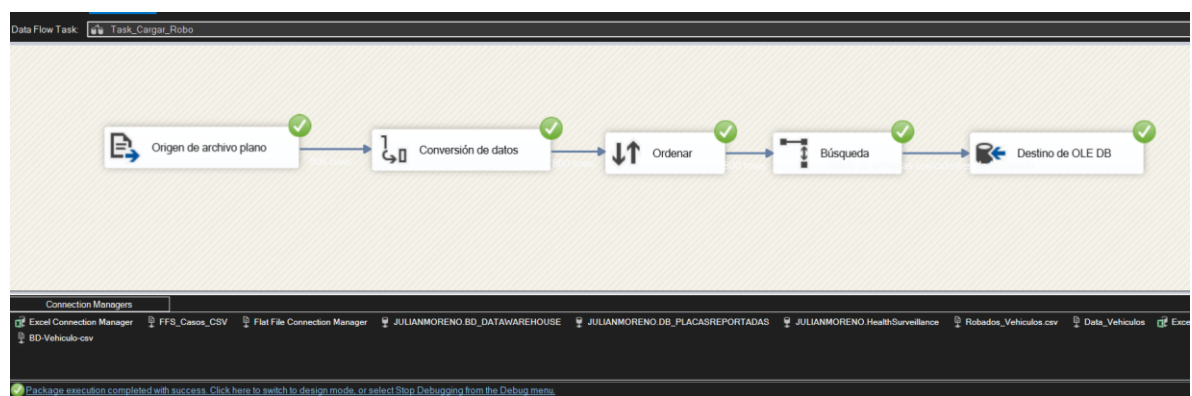 Data Flow Task: Task_Cargar_Robo
Origen de archivo plano
Conversión de datos
Ordenar
Búsqueda
Destino de OLE DB
Connection Managers
Excel Connection Manager FFS_Casos_CSV Flat File Connection Manager JULIANMORENO.BD_DATAWAREHOUSE JULIANMORENO.DB_PLACASREPORTADAS JULIANMORENO.HealthSurveillance Robados_Vehiculos.csv Data_Vehiculos Exce
BD-Vehiculo-csv
Package execution completed with success. Click here to switch to design mode, or select Stop Debugging from the Debug menu.